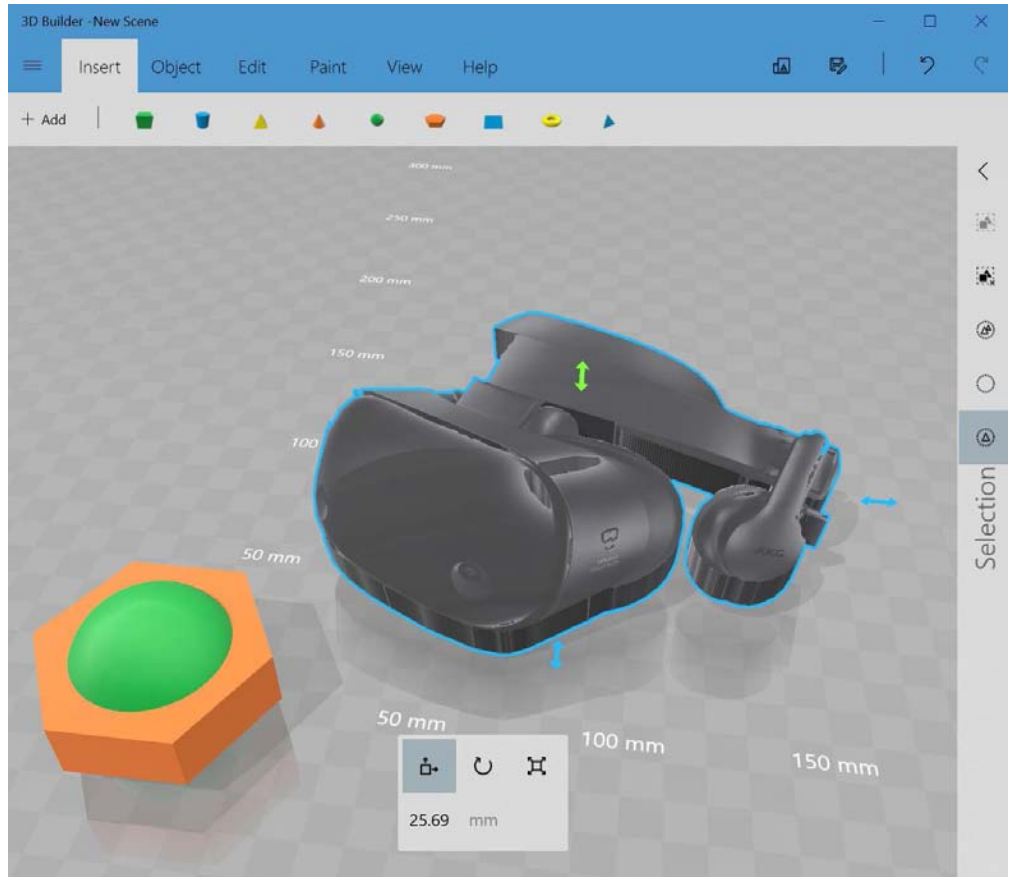 3D Builder - New Scene
Insert Object Edit Paint View Help
+ Add
300 mm
250 mm
200 mm
150 mm
100
50 mm
AKG
Selection
50 mm
100 mm
150 mm
25.69 mm